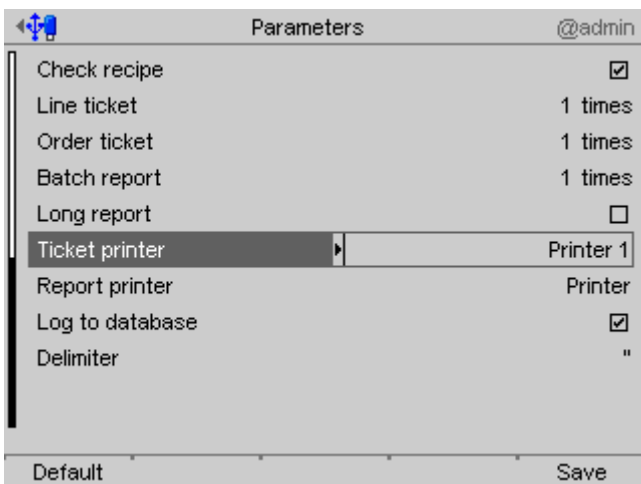 Parameters @admin
Check recipe
Line ticket 1 times
Order ticket 1 times
Batch report 1 times
Long report
Ticket printer Printer 1
Report printer Printer
Log to database
Delimiter "
Default Save